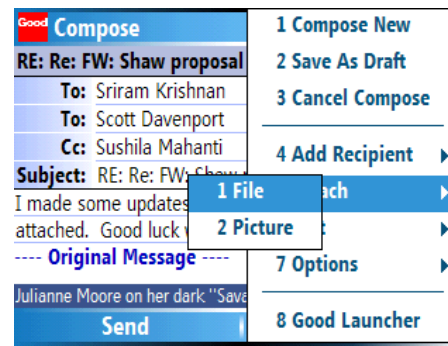 Good Compose
RE: Re: FW: Shaw proposal
To: Sriram Krishnan
To: Scott Davenport
Cc: Sushila Mahanti
Subject: RE: Re: FW:
I made some updates
attached. Good luck
---- Original Message ----
Julianne Moore on her dark "Sava
Send
1 Compose New
2 Save As Draft
3 Cancel Compose
4 Add Recipient
ach
7 Options
8 Good Launcher
1 File
2 Picture